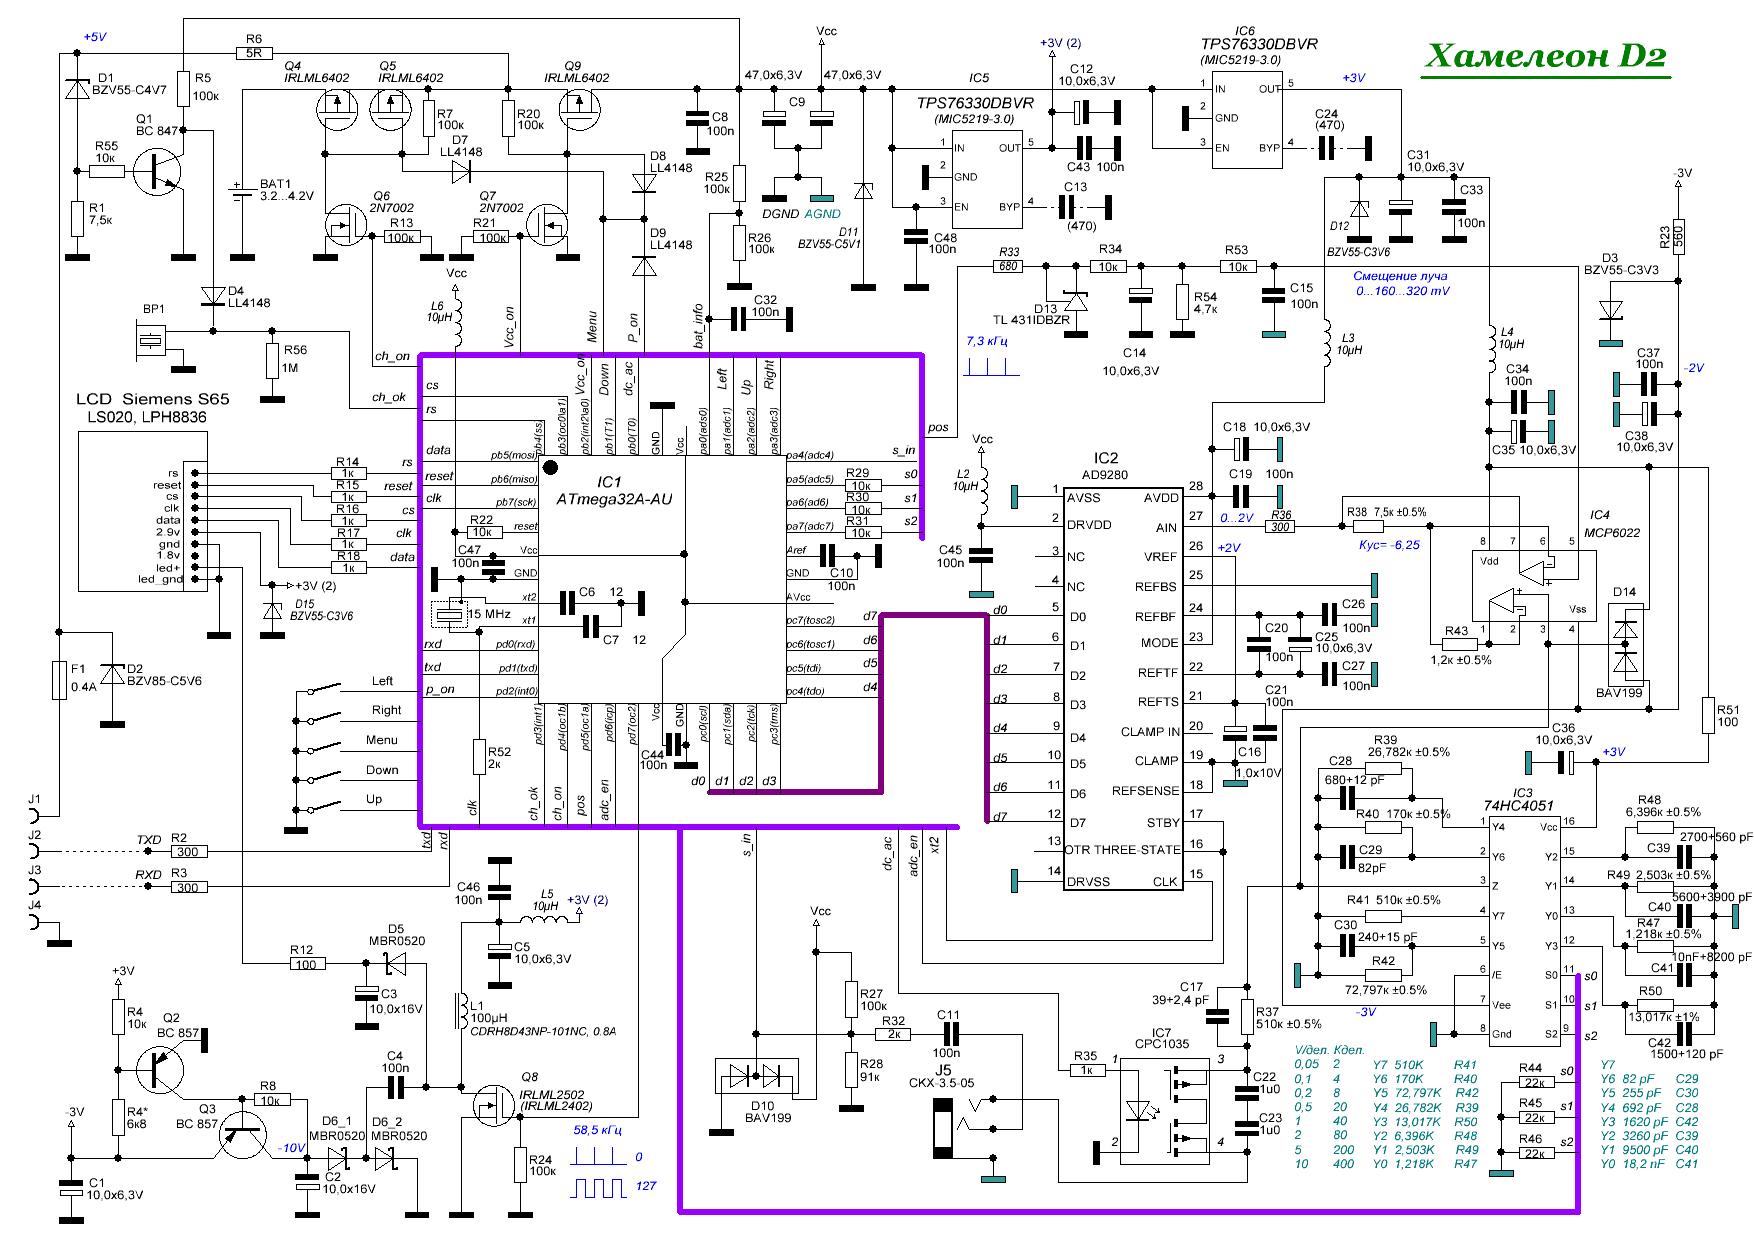 Хамелеон D2
+5V
R6
5R
Q4
IRLML6402
Q5
IRLML6402
Q9
IRLML6402
D1
BZV55-C4V7
R5
100к
Q1
BC 847
R55
10к
R1
7,5к
BAT1
3.2...4.2V
R7
100к
R20
100к
D7
LL4148
Q6
2N7002
R13
100к
Q7
2N7002
R21
100к
D8
LL4148
D9
LL4148
C8
100n
R25
100к
R26
100к
C32
100n
Vcc
47,0x6,3V
C9
47,0x6,3V
DGND
AGND
D11
BZV55-C5V1
IC5
TPS76330DBVR
(MIC5219-3.0)
1 IN
2 GND
3 EN
OUT 5
BYP 4
C48
100n
+3V (2)
C12
10,0x6,3V
C43 100n
C13
(470)
IC6
TPS76330DBVR
(MIC5219-3.0)
1 IN
2 GND
3 EN
OUT 5
BYP 4
+3V
C24
(470)
C31
10,0x6,3V
C33
100n
D12
BZV55-C3V6
-3V
R23
560
D3
BZV55-C3V3
R33
680
R34
10к
R53
10к
D13
TL 431IDBZR
C14
10,0x6,3V
R54
4,7к
C15
100n
Смещение луча
0...160...320 mV
7,3 кГц
L3
10µH
L4
10µH
C34
100n
C35 10,0x6,3V
C37
100n
C38
10,0x6,3V
-2V
D4
LL4148
BP1
R56
1M
L6
10µH
Vcc
Vcc_on
Menu
P_on
bat_info
ch_on
ch_ok
cs
rs
data
reset
clk
pos
s_in
s0
s1
s2
LCD Siemens S65
LS020, LPH8836
rs
reset
cs
clk
data
2.9v
gnd
1.8v
led+
led_gnd
R14
1к
R15
1к
R16
1к
R17
1к
R18
1к
rs
reset
cs
clk
data
+3V (2)
D15
BZV55-C3V6
IC1
ATmega32A-AU
Vcc_on
Down
dc_ac
Left
Up
Right
pb4(ss)
pb3(oc0\a1)
pb2(int2\a0)
pb1(T1)
pb0(T0)
GND
Vcc
pa0(ads0)
pa1(adc1)
pa2(adc2)
pa3(adc3)
pb5(mosi)
pb6(miso)
pb7(sck)
reset
Vcc
GND
xt2
xt1
pd0(rxd)
pd1(txd)
pd2(int0)
pa4(adc4)
pa5(adc5)
pa6(ad6)
pa7(adc7)
Aref
GND
AVcc
pc7(tosc2)
pc6(tosc1)
pc5(tdi)
pc4(tdo)
pd3(int1)
pd4(oc1b)
pd5(oc1a)
pd6(icp)
pd7(oc2)
Vcc
GND
pc0(scl)
pc1(sda)
pc2(tck)
pc3(tms)
R22
10к
C47
100n
15 MHz
C6 12
C7 12
R29
10к
R30
10к
R31
10к
C10
100n
d7
d6
d5
d4
rxd
txd
p_on
R52
2к
clk
ch_ok
ch_on
pos
adc_en
C44
100n
d0 d1 d2 d3
F1
0.4A
D2
BZV85-C5V6
Left
Right
Menu
Down
Up
J1
J2
J3
J4
TXD
RXD
R2
300
R3
300
txd
rxd
s_in
dc_ac
adc_en
xt2
Vcc
L2
10µH
C45
100n
IC2
AD9280
1 AVSS
2 DRVDD
3 NC
4 NC
5 D0
6 D1
7 D2
8 D3
9 D4
10 D5
11 D6
12 D7
13 OTR THREE-STATE 16
14 DRVSS
AVDD 28
AIN 27
VREF 26
REFBS 25
REFBF 24
MODE 23
REFTF 22
REFTS 21
CLAMP IN 20
CLAMP 19
REFSENSE 18
STBY 17
CLK 15
d0
d1
d2
d3
d4
d5
d6
d7
C18 10,0x6,3V
C19 100n
0...2V
R36
300
R38 7,5к ±0.5%
Кус= -6,25
+2V
C20
100n
C25
10,0x6,3V
C26
100n
C27
100n
C21
100n
C16
1,0x10V
IC4
MCP6022
8 7 6 5
Vdd
Vss
1 2 3 4
R43
1,2к ±0.5%
D14
BAV199
R51
100
C36
10,0x6,3V
+3V
R39
26,782к ±0.5%
C28
680+12 pF
R40 170к ±0.5%
C29
82pF
R41 510к ±0.5%
C30
240+15 pF
R42
72,797к ±0.5%
-3V
IC3
74HC4051
1 Y4
2 Y6
3 Z
4 Y7
5 Y5
6 /E
7 Vee
8 Gnd
Vcc 16
Y2 15
Y1 14
Y0 13
Y3 12
S0 11
S1 10
S2 9
s0
s1
s2
R48
6,396к ±0.5%
2700+560 pF
C39
R49 2,503к ±0.5%
5600+3900 pF
C40
R47
1,218к ±0.5%
10nF+8200 pF
C41
R50
13,017к ±1%
C42
1500+120 pF
C46
100n
L5
10µH
+3V (2)
C5
10,0x6,3V
D5
MBR0520
R12
100
C3
10,0x16V
L1
100µH
CDRH8D43NP-101NC, 0.8A
+3V
R4
10к
Q2
BC 857
R4*
6к8
Q3
BC 857
R8
10к
-3V
C1
10,0x6,3V
-10V
D6_1
MBR0520
D6_2
MBR0520
C2
10,0x16V
C4
100n
Q8
IRLML2502
(IRLML2402)
R24
100к
58,5 кГц
0
127
Vcc
R27
100к
R28
91к
R32
2к
C11
100n
D10
BAV199
J5
CKX-3.5-05
C17
39+2,4 pF
R37
510к ±0.5%
IC7
CPC1035
R35
1к
1
2
3
4
C22
1u0
C23
1u0
V/дел. Кдел.
0,05 2 Y7 510K R41
0,1 4 Y6 170K R40
0,2 8 Y5 72,797K R42
0,5 20 Y4 26,782K R39
1 40 Y3 13,017K R50
2 80 Y2 6,396K R48
5 200 Y1 2,503K R49
10 400 Y0 1,218K R47
R44
22к
s0
R45
22к
s1
R46
22к
s2
Y7
Y6 82 pF C29
Y5 255 pF C30
Y4 692 pF C28
Y3 1620 pF C42
Y2 3260 pF C39
Y1 9500 pF C40
Y0 18,2 nF C41